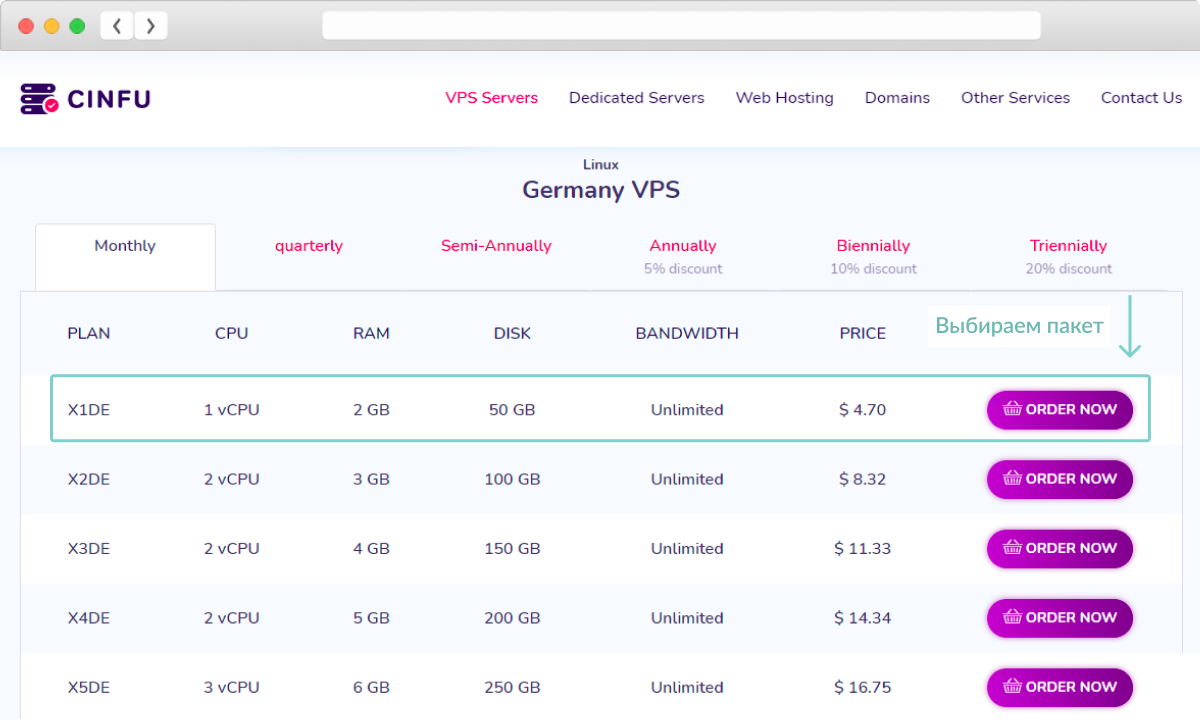 CINFU
VPS Servers Dedicated Servers Web Hosting Domains Other Services Contact Us
Linux
Germany VPS
Monthly quarterly Semi-Annually Annually Biennially Triennially
5% discount 10% discount 20% discount
PLAN CPU RAM DISK BANDWIDTH PRICE Выбираем пакет
X1DE 1 vCPU 2 GB 50 GB Unlimited $ 4.70 ORDER NOW
X2DE 2 vCPU 3 GB 100 GB Unlimited $ 8.32 ORDER NOW
X3DE 2 vCPU 4 GB 150 GB Unlimited $ 11.33 ORDER NOW
X4DE 2 vCPU 5 GB 200 GB Unlimited $ 14.34 ORDER NOW
X5DE 3 vCPU 6 GB 250 GB Unlimited $ 16.75 ORDER NOW